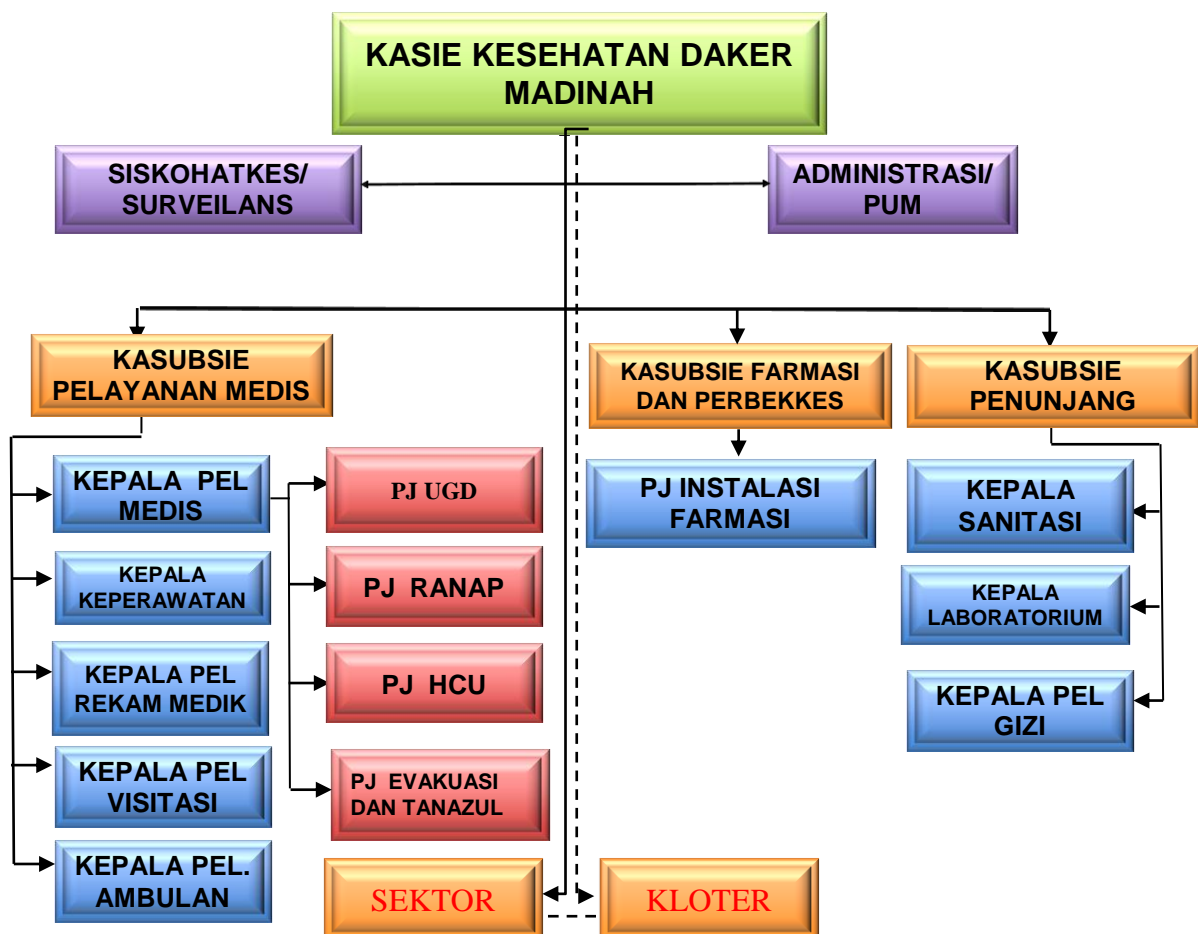 KASIE KESEHATAN DAKER
MADINAH
SISKOHATKES/
SURVEILANS
ADMINISTRASI/
PUM
KASUBSIE
PELAYANAN MEDIS
KASUBSIE FARMASI
DAN PERBEKKES
KASUBSIE
PENUNJANG
KEPALA PEL
MEDIS
KEPALA
KEPERAWATAN
KEPALA PEL
REKAM MEDIK
KEPALA PEL
VISITASI
KEPALA PEL.
AMBULAN
PJ UGD
PJ RANAP
PJ HCU
PJ EVAKUASI
DAN TANAZUL
PJ INSTALASI
FARMASI
KEPALA
SANITASI
KEPALA
LABORATORIUM
KEPALA PEL
GIZI
SEKTOR
KLOTER